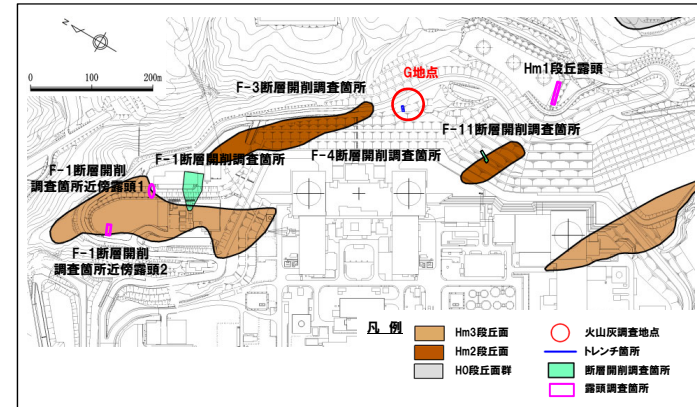 N
0 100 200m
F-3断層開削調査箇所
G地点
Hm1段丘露頭
F-1断層開削調査箇所
F-4断層開削調査箇所
F-11断層開削調査箇所
F-1断層開削
調査箇所近傍露頭1
F-1断層開削
調査箇所近傍露頭2
凡 例
Hm3段丘面
Hm2段丘面
H0段丘面群
火山灰調査地点
トレンチ箇所
断層開削調査箇所
露頭調査箇所